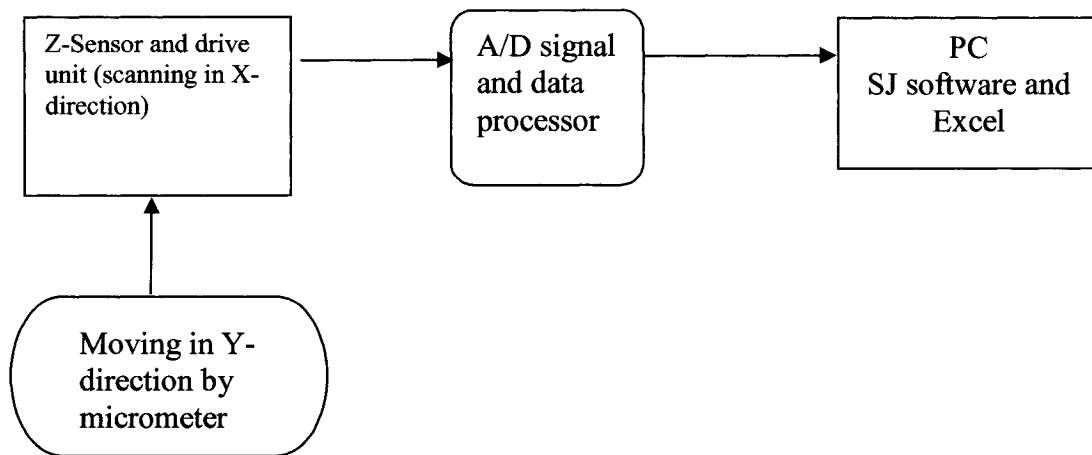 Z-Sensor and drive
unit (scanning in X-
direction)
A/D signal
and data
processor
PC
SJ software and
Excel
Moving in Y-
direction by
micrometer